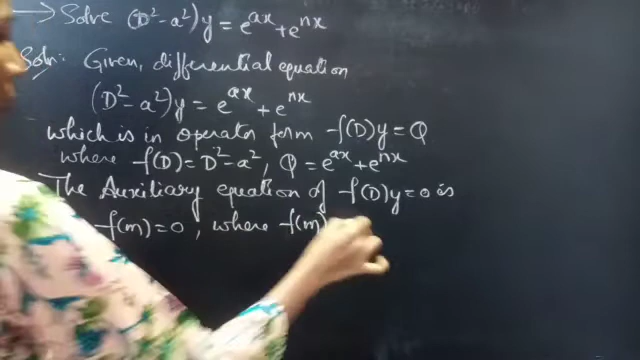 → Solve (D²-a²)y = e^ax + e^nx
Soln: Given, differential equation
(D²-a²)y = e^ax + e^nx
which is in operator form f(D)y = Q
where f(D) = D²-a², Q = e^ax + e^nx
The Auxiliary equation of f(D)y = 0 is
f(m) = 0, where f(m)